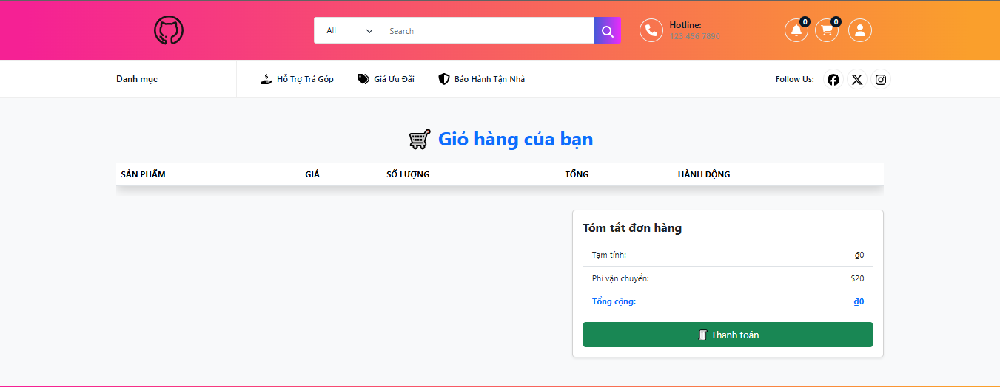 All
Search
Hotline:
123 456 7890
0
0
Danh mục
Hỗ Trợ Trả Góp
Giá Ưu Đãi
Bảo Hành Tận Nhà
Follow Us:
Giỏ hàng của bạn
SẢN PHẨM GIÁ SỐ LƯỢNG TỔNG HÀNH ĐỘNG
Tóm tắt đơn hàng
Tạm tính: ₫0
Phí vận chuyển: $20
Tổng cộng: ₫0
Thanh toán